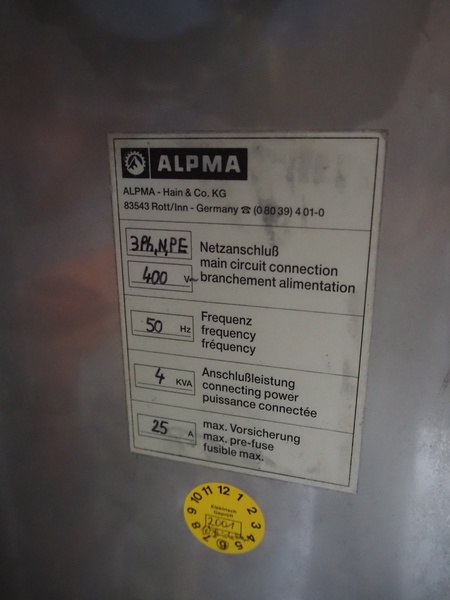 ALPMA
ALPMA - Hain & Co. KG
83543 Rott/Inn - Germany ☎ (0 80 39) 4 01-0
3Ph,N,PE
400 V~
Netzanschluß
main circuit connection
branchement alimentation
50 Hz
Frequenz
frequency
fréquency
4 KVA
Anschlußleistung
connecting power
puissance connectée
25 A
max. Vorsicherung
max. pre-fuse
fusible max.
12 1 2 3 4 5 6 7 8 9 10 11
Elektrisch
Geprüft
2001